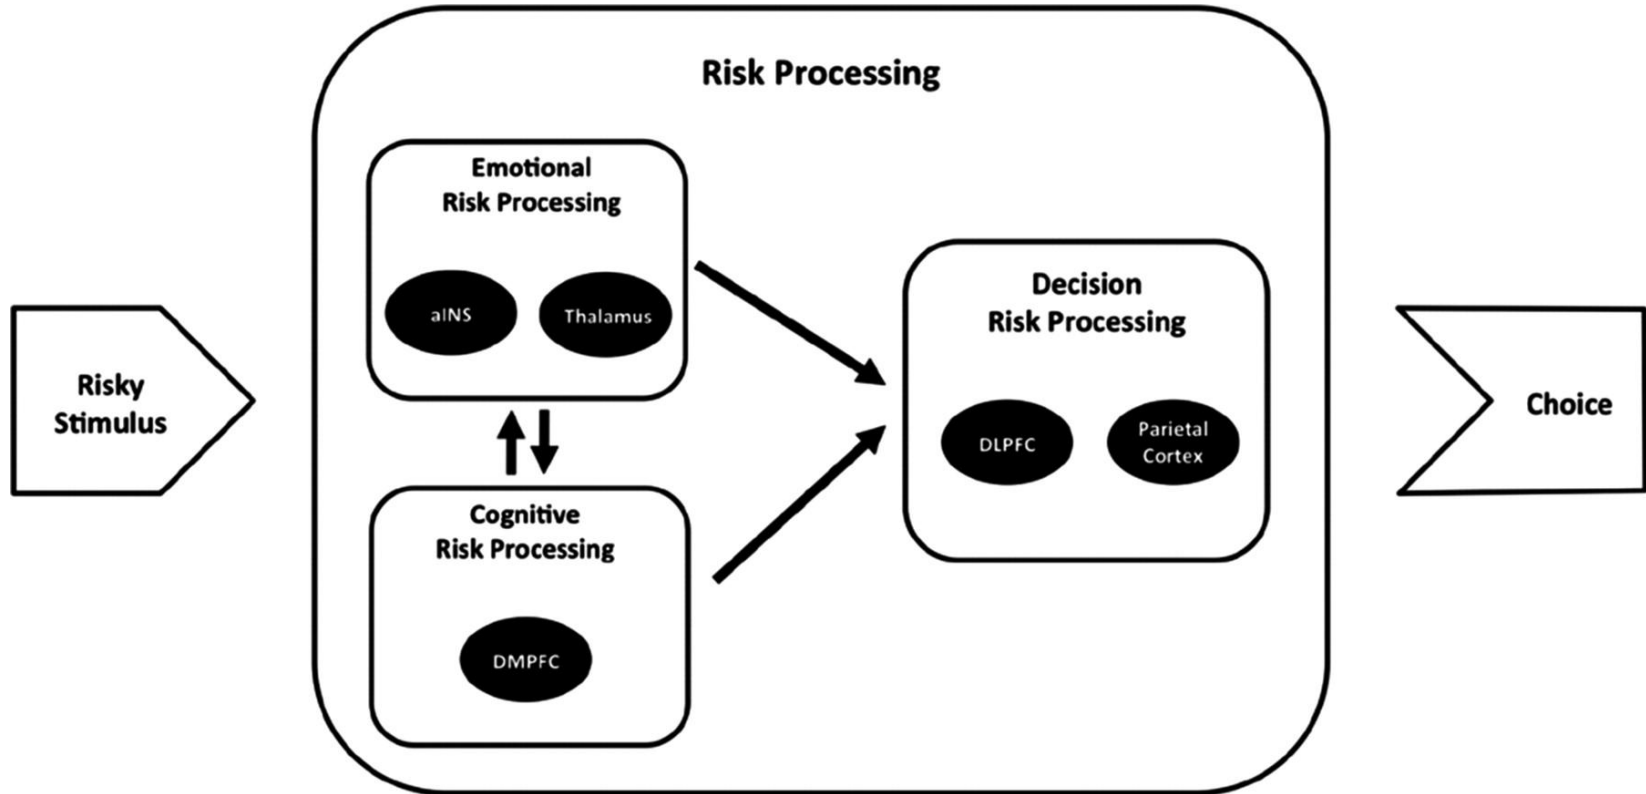 Risk Processing
Emotional
Risk Processing
aINS
Thalamus
Risky
Stimulus
Cognitive
Risk Processing
DMPFC
Decision
Risk Processing
DLPFC
Parietal
Cortex
Choice